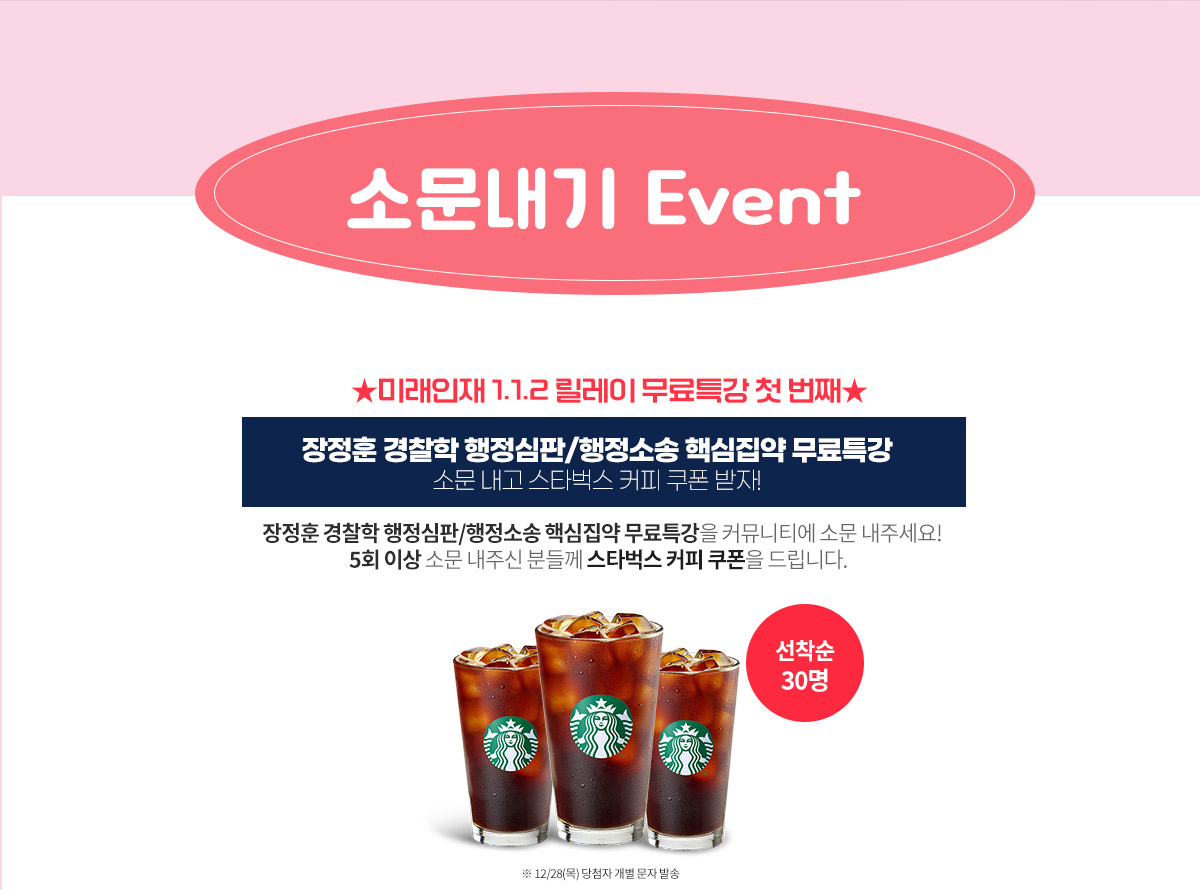 소문내기 Event
★미래인재 1.1.2 릴레이 무료특강 첫 번째★
장정훈 경찰학 행정심판/행정소송 핵심집약 무료특강
소문 내고 스타벅스 커피 쿠폰 받자!
장정훈 경찰학 행정심판/행정소송 핵심집약 무료특강을 커뮤니티에 소문 내주세요!
5회 이상 소문 내주신 분들께 스타벅스 커피 쿠폰을 드립니다.
선착순
30명
※ 12/28(목) 당첨자 개별 문자 발송